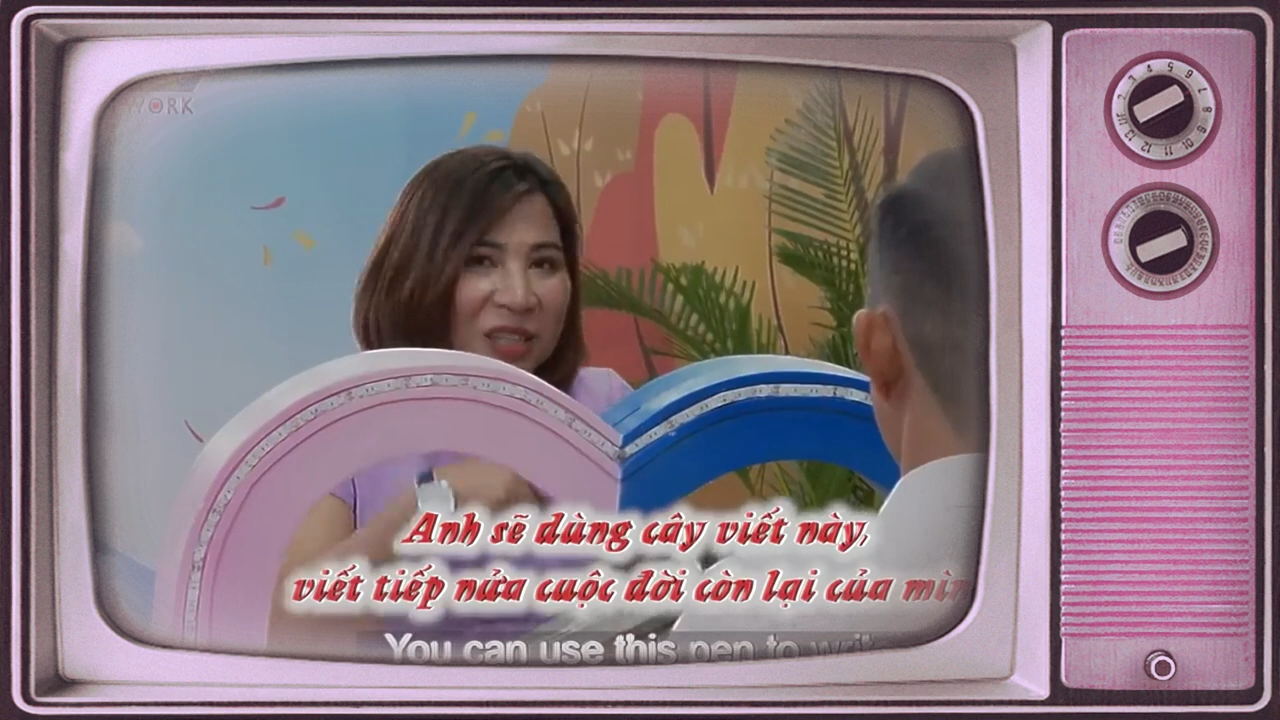 WORK
Anh sẽ dùng cây viết này,
viết tiếp nửa cuộc đời còn lại của
You can use this pen to